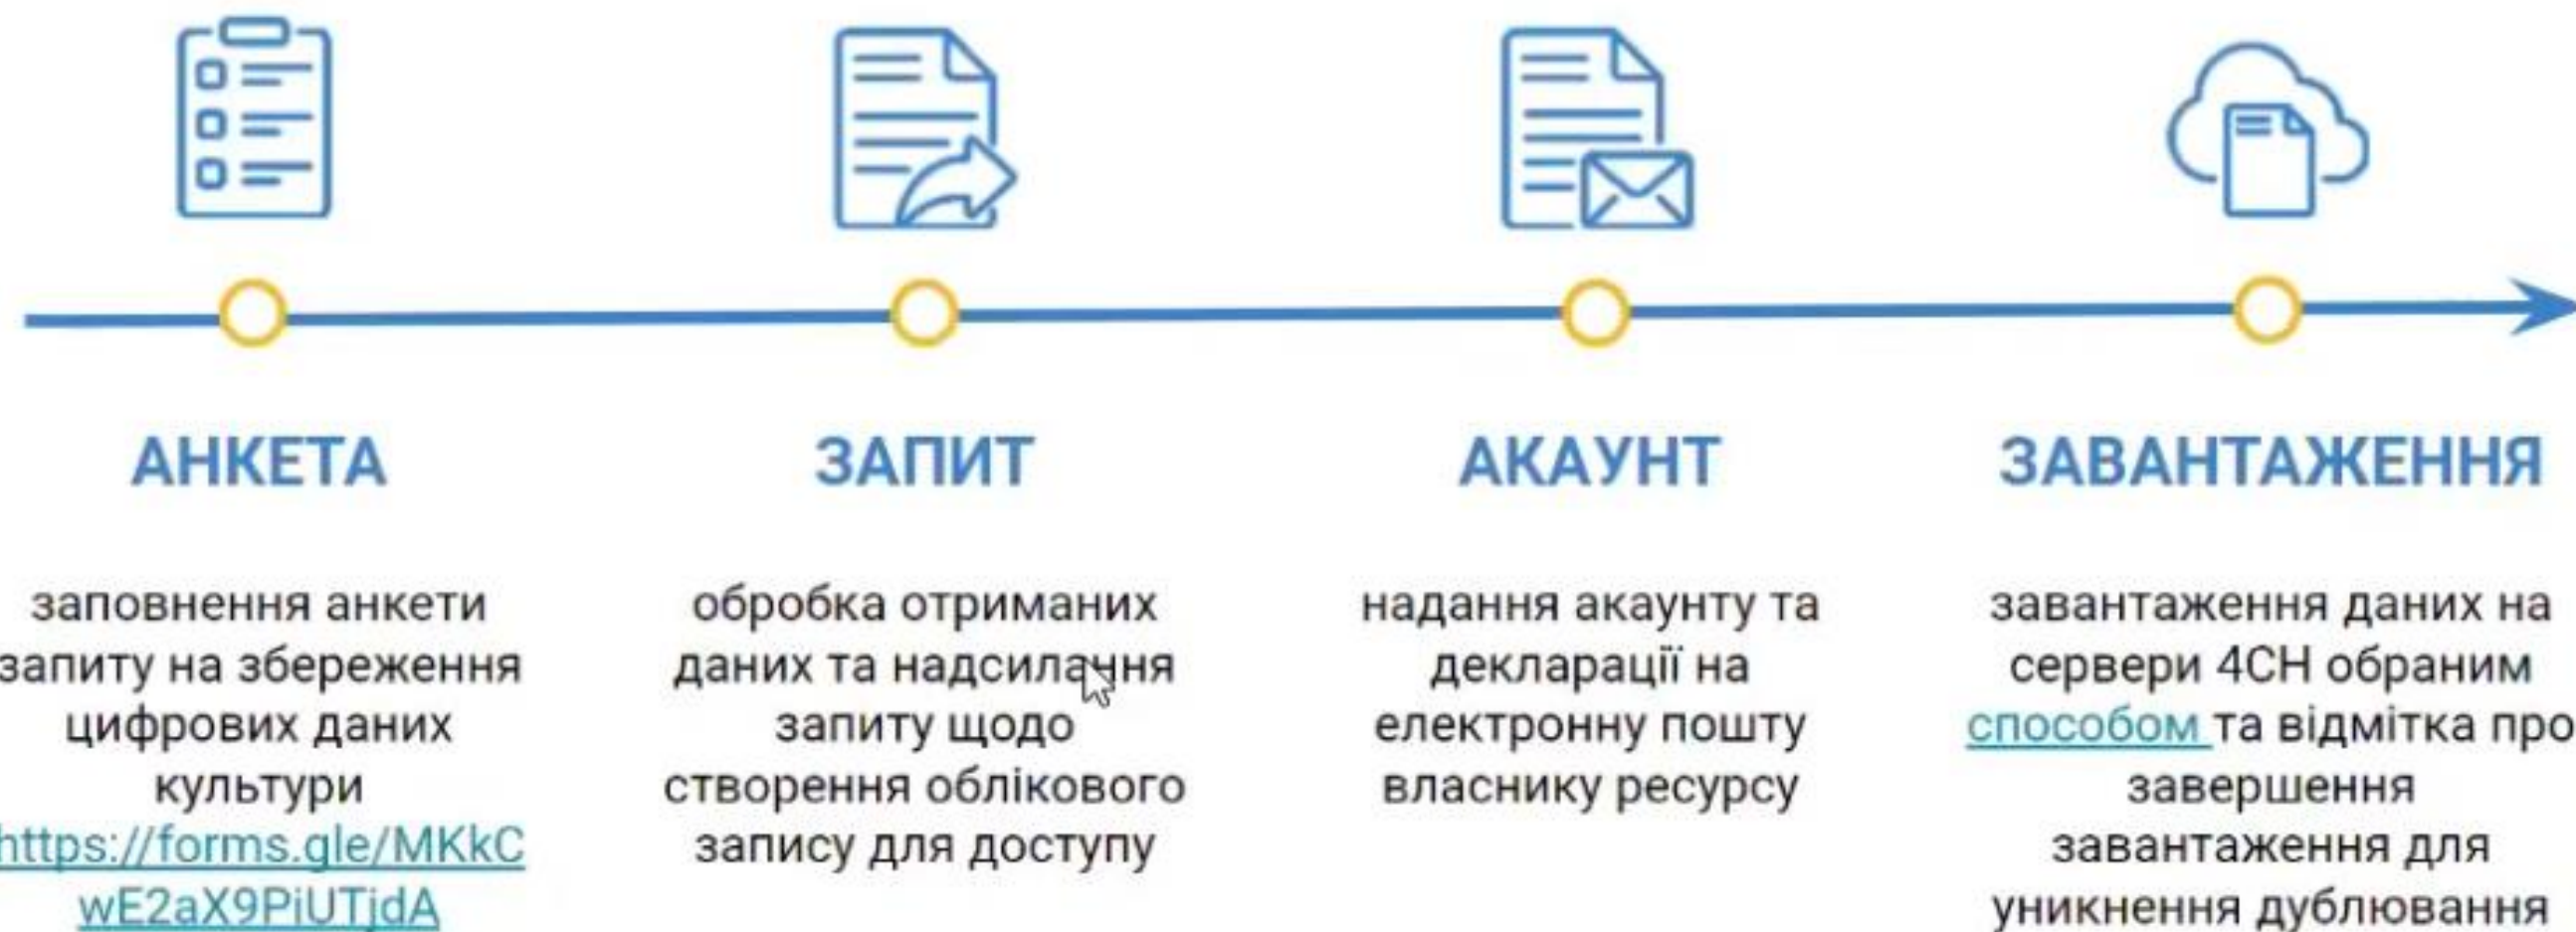 АНКЕТА
заповнення анкети
запиту на збереження
цифрових даних
культури
https://forms.gle/MKkC
wE2aX9PiUTjdA
ЗАПИТ
обробка отриманих
даних та надсилання
запиту щодо
створення облікового
запису для доступу
АКАУНТ
надання акаунту та
декларації на
електронну пошту
власнику ресурсу
ЗАВАНТАЖЕННЯ
завантаження даних на
сервери 4CH обраним
способом та відмітка про
завершення
завантаження для
уникнення дублювання